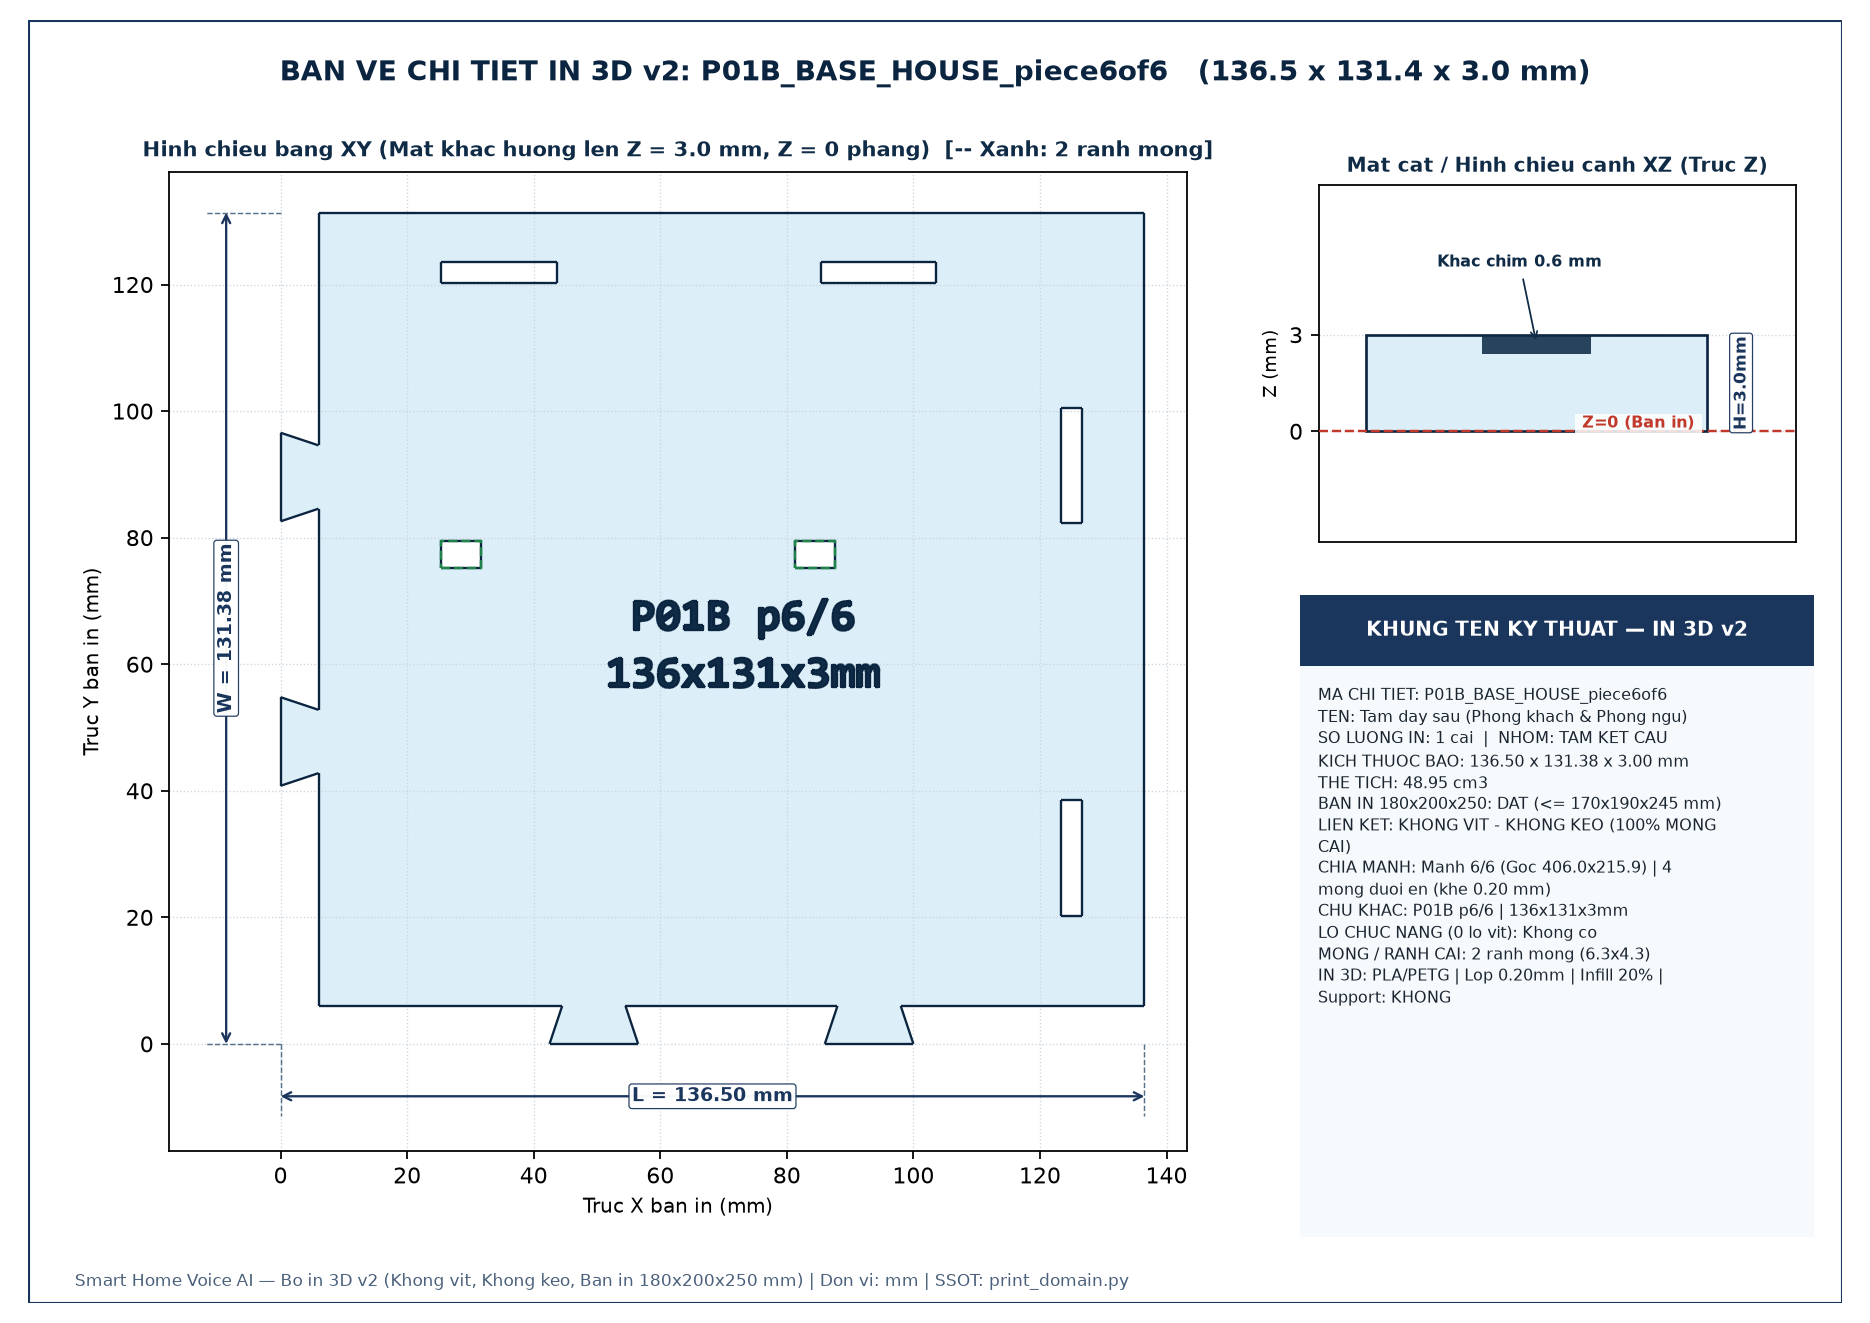 BAN VE CHI TIET IN 3D v2: P01B_BASE_HOUSE_piece6of6   (136.5 x 131.4 x 3.0 mm)
Hinh chieu bang XY (Mat khac huong len Z = 3.0 mm, Z = 0 phang)  [-- Xanh: 2 ranh mong]
120
100
80
60
40
20
0
Truc Y ban in (mm)
W = 131.38 mm
P01B p6/6
136x131x3mm
L = 136.50 mm
0 20 40 60 80 100 120 140
Truc X ban in (mm)
Mat cat / Hinh chieu canh XZ (Truc Z)
Khac chim 0.6 mm
3
0
Z (mm)
H=3.0mm
Z=0 (Ban in)
KHUNG TEN KY THUAT — IN 3D v2
MA CHI TIET: P01B_BASE_HOUSE_piece6of6
TEN: Tam day sau (Phong khach & Phong ngu)
SO LUONG IN: 1 cai  |  NHOM: TAM KET CAU
KICH THUOC BAO: 136.50 x 131.38 x 3.00 mm
THE TICH: 48.95 cm3
BAN IN 180x200x250: DAT (<= 170x190x245 mm)
LIEN KET: KHONG VIT - KHONG KEO (100% MONG
CAI)
CHIA MANH: Manh 6/6 (Goc 406.0x215.9) | 4
mong duoi en (khe 0.20 mm)
CHU KHAC: P01B p6/6 | 136x131x3mm
LO CHUC NANG (0 lo vit): Khong co
MONG / RANH CAI: 2 ranh mong (6.3x4.3)
IN 3D: PLA/PETG | Lop 0.20mm | Infill 20% |
Support: KHONG
Smart Home Voice AI — Bo in 3D v2 (Khong vit, Khong keo, Ban in 180x200x250 mm) | Don vi: mm | SSOT: print_domain.py